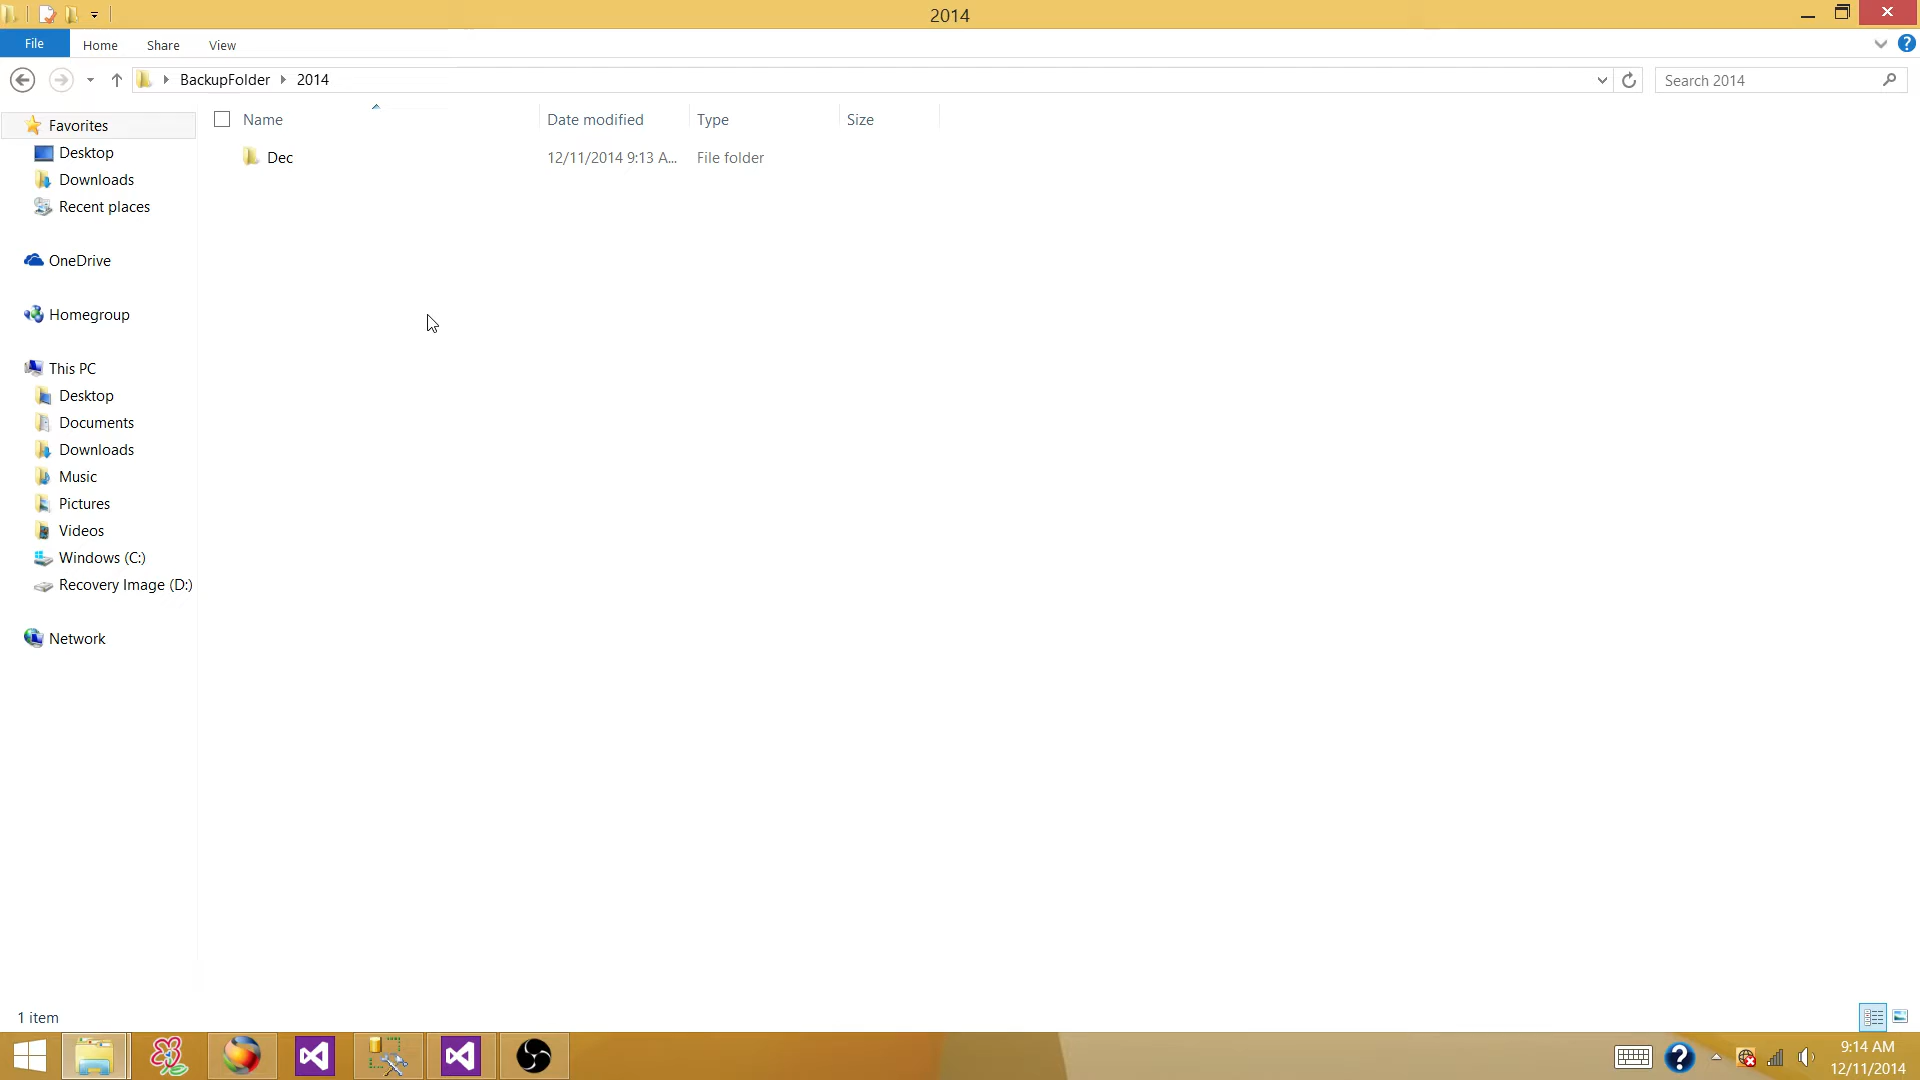 2014
File
Home
Share
View
BackupFolder
2014
Search 2014
Name
Date modified
Type
Size
Dec
12/11/2014 9:13 A...
File folder
Favorites
Desktop
Downloads
Recent places
OneDrive
Homegroup
This PC
Desktop
Documents
Downloads
Music
Pictures
Videos
Windows (C:)
Recovery Image (D:)
Network
1 item
9:14 AM
12/11/2014